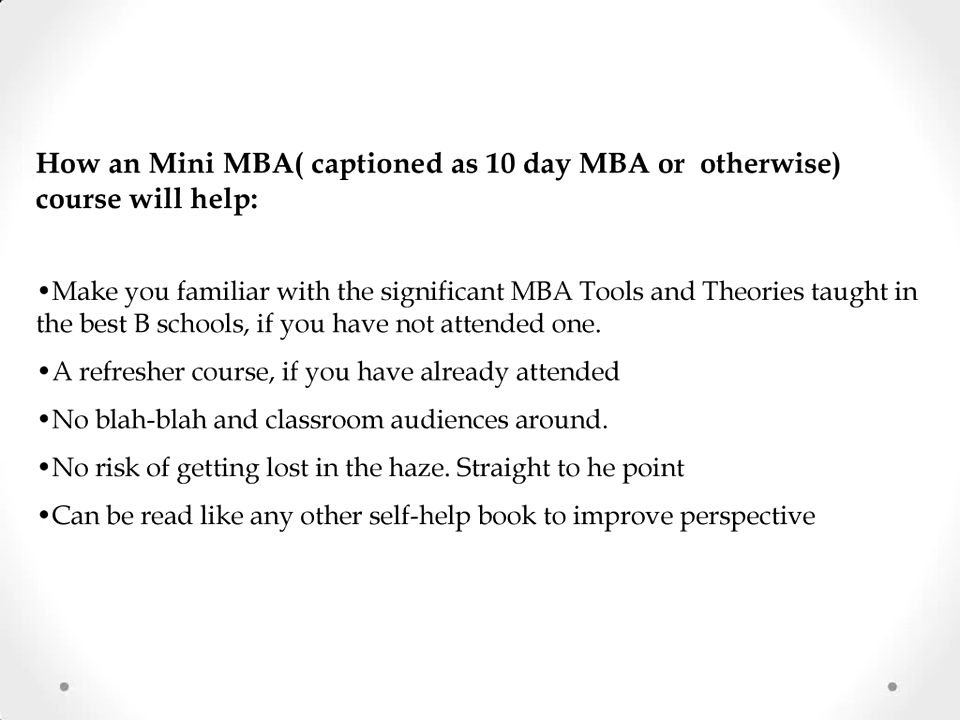 How an Mini MBA( captioned as 10 day MBA or  otherwise)
course will help:
•Make you familiar with the significant MBA Tools and Theories taught in
the best B schools, if you have not attended one.
•A refresher course, if you have already attended
•No blah-blah and classroom audiences around.
•No risk of getting lost in the haze. Straight to he point
•Can be read like any other self-help book to improve perspective